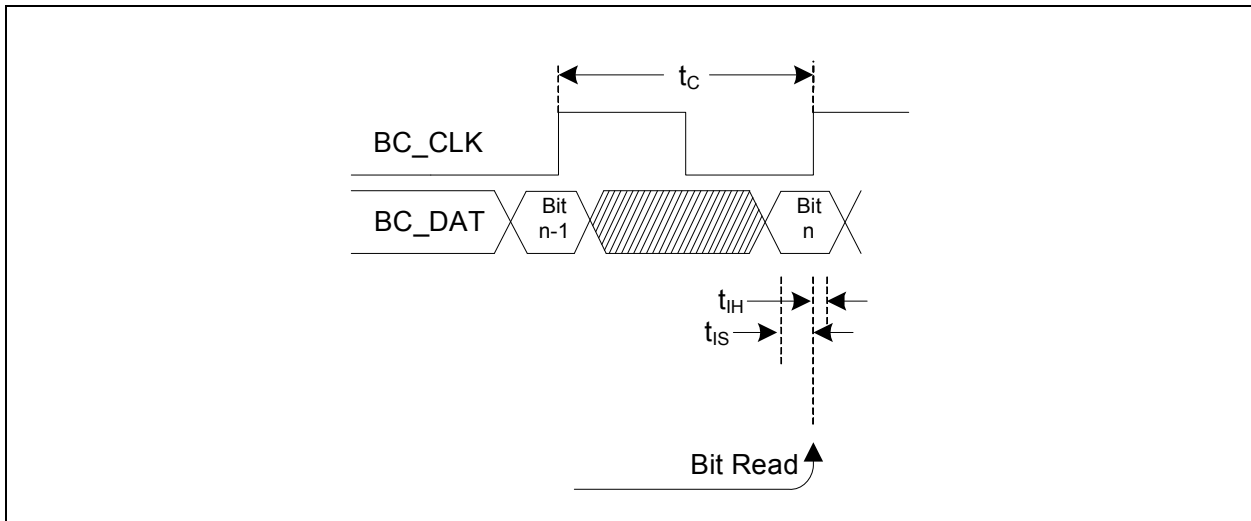 tC
BC_CLK
BC_DAT
Bit
n-1
Bit
n
tIH
tIS
Bit Read